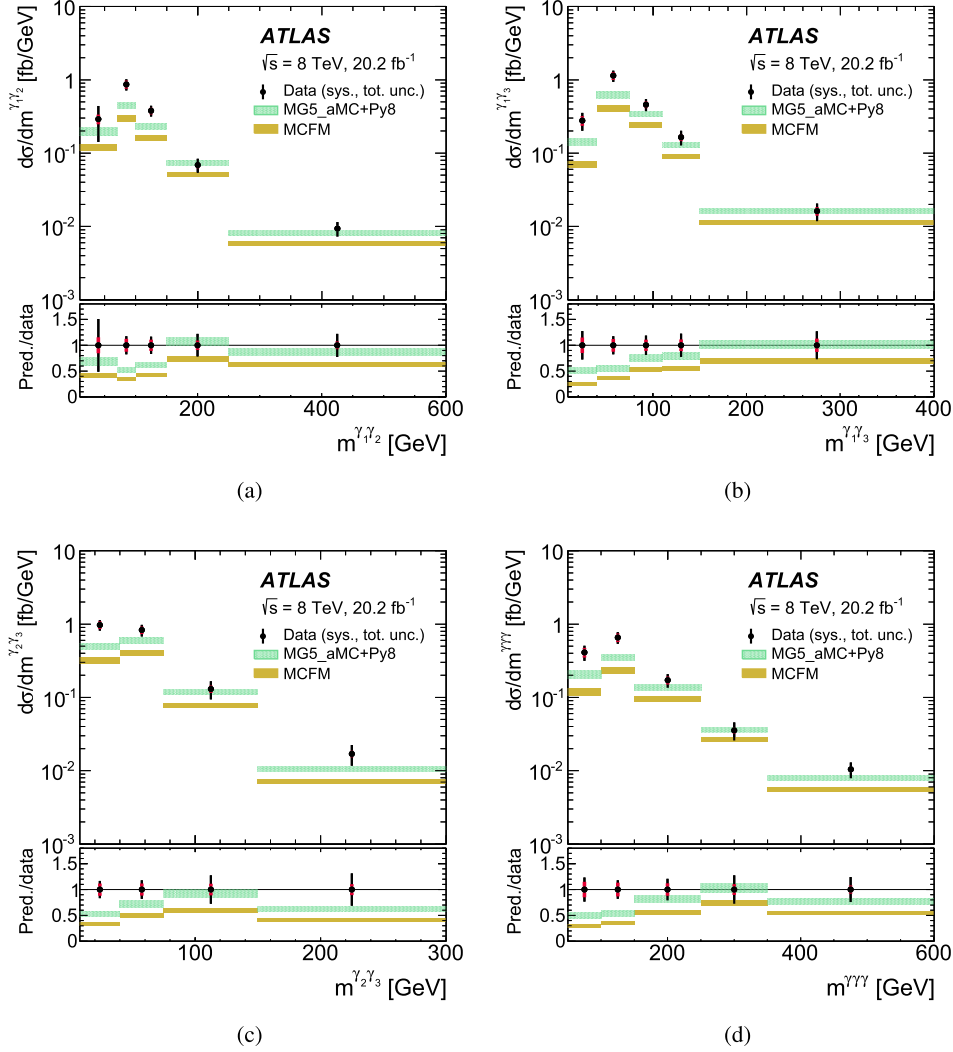 dσ/dm^γ₁γ₂ [fb/GeV]
10
1
10⁻¹
10⁻²
10⁻³
ATLAS
√s = 8 TeV, 20.2 fb⁻¹
Data (sys., tot. unc.)
MG5_aMC+Py8
MCFM
Pred./data
1.5
1
0.5
0
200 400 600
m^γ₁γ₂ [GeV]
(a)
dσ/dm^γ₁γ₃ [fb/GeV]
10
1
10⁻¹
10⁻²
10⁻³
ATLAS
√s = 8 TeV, 20.2 fb⁻¹
Data (sys., tot. unc.)
MG5_aMC+Py8
MCFM
Pred./data
1.5
1
0.5
0
100 200 300 400
m^γ₁γ₃ [GeV]
(b)
dσ/dm^γ₂γ₃ [fb/GeV]
10
1
10⁻¹
10⁻²
10⁻³
ATLAS
√s = 8 TeV, 20.2 fb⁻¹
Data (sys., tot. unc.)
MG5_aMC+Py8
MCFM
Pred./data
1.5
1
0.5
0
100 200 300
m^γ₂γ₃ [GeV]
(c)
dσ/dm^γγγ [fb/GeV]
10
1
10⁻¹
10⁻²
10⁻³
ATLAS
√s = 8 TeV, 20.2 fb⁻¹
Data (sys., tot. unc.)
MG5_aMC+Py8
MCFM
Pred./data
1.5
1
0.5
0
200 400 600
m^γγγ [GeV]
(d)